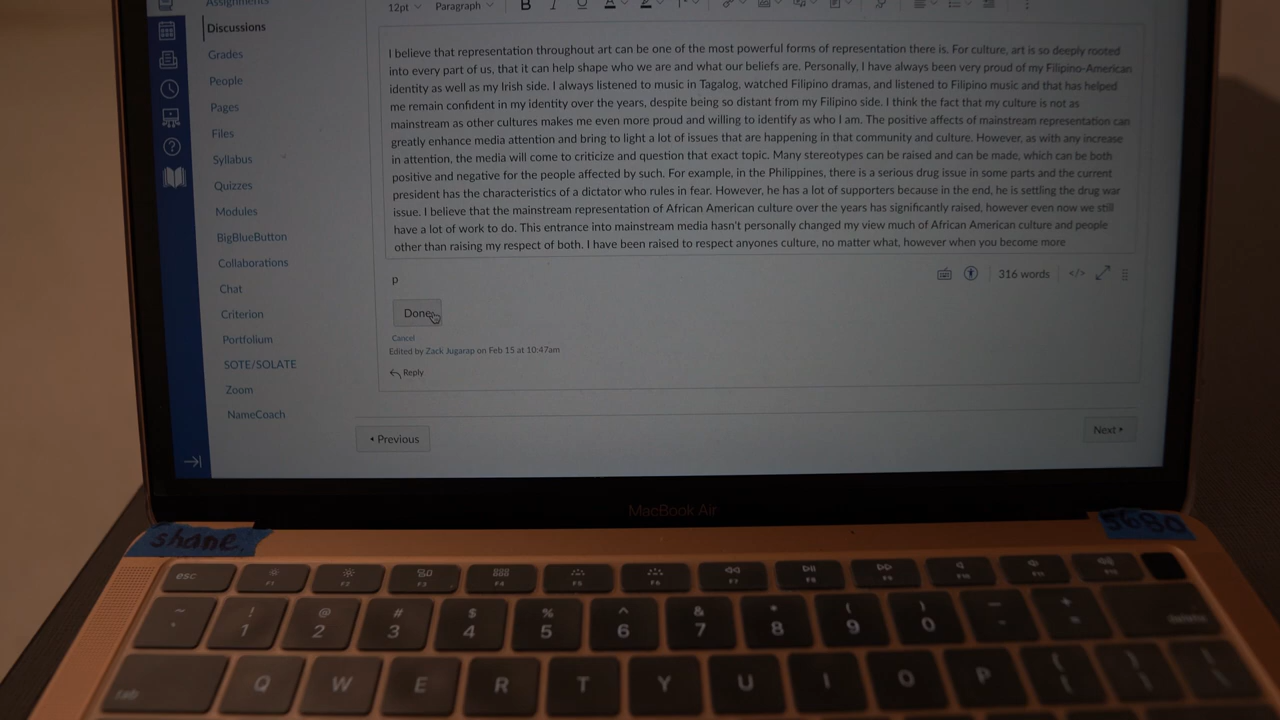 Assignments
Discussions
Grades
People
Pages
Files
Syllabus
Quizzes
Modules
BigBlueButton
Collaborations
Chat
Criterion
Portfolium
SOTE/SOLATE
Zoom
NameCoach
12pt Paragraph B I U A
I believe that representation throughout art can be one of the most powerful forms of representation there is. For culture, art is so deeply rooted
into every part of us, that it can help shape who we are and what our beliefs are. Personally, I have always been very proud of my Filipino-American
identity as well as my Irish side. I always listened to music in Tagalog, watched Filipino dramas, and listened to Filipino music and that has helped
me remain confident in my identity over the years, despite being so distant from my Filipino side. I think the fact that my culture is not as
mainstream as other cultures makes me even more proud and willing to identify as who I am. The positive affects of mainstream representation can
greatly enhance media attention and bring to light a lot of issues that are happening in that community and culture. However, as with any increase
in attention, the media will come to criticize and question that exact topic. Many stereotypes can be raised and can be made, which can be both
positive and negative for the people affected by such. For example, in the Philippines, there is a serious drug issue in some parts and the current
president has the characteristics of a dictator who rules in fear. However, he has a lot of supporters because in the end, he is settling the drug war
issue. I believe that the mainstream representation of African American culture over the years has significantly raised, however even now we still
have a lot of work to do. This entrance into mainstream media hasn't personally changed my view much of African American culture and people
other than raising my respect of both. I have been raised to respect anyones culture, no matter what, however when you become more
p
316 words </>
Done
Cancel
Edited by Zack Jugarap on Feb 15 at 10:47am
Reply
Previous
Next
MacBook Air
shane
5680
esc F1 F2 F3 F4 F5 F6 F7 F8 F9 F10 F11 F12
~ ! @ # $ % ^ & * ( ) — +
1 2 3 4 5 6 7 8 9 0 - =
delete
tab Q W E R T Y U I O P { }
[ ] \